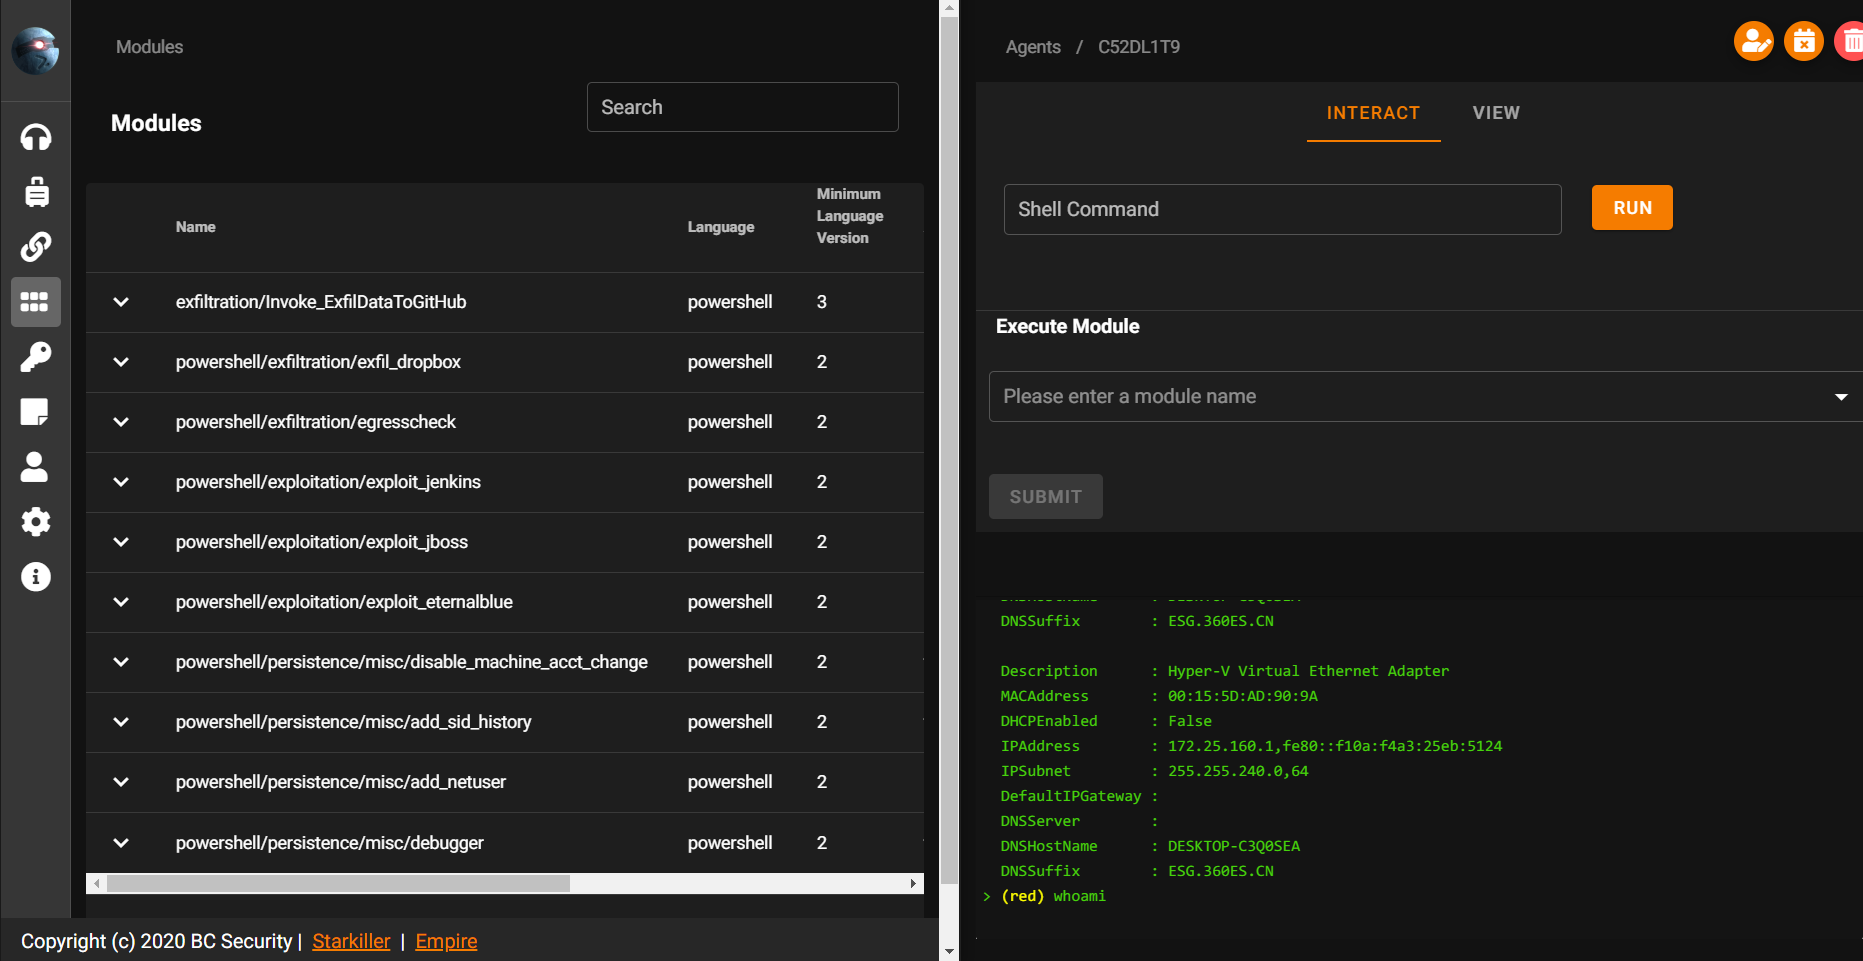 Modules
Modules
Search
Name Language Minimum Language Version
exfiltration/Invoke_ExfilDataToGitHub powershell 3
powershell/exfiltration/exfil_dropbox powershell 2
powershell/exfiltration/egresscheck powershell 2
powershell/exploitation/exploit_jenkins powershell 2
powershell/exploitation/exploit_jboss powershell 2
powershell/exploitation/exploit_eternalblue powershell 2
powershell/persistence/misc/disable_machine_acct_change powershell 2
powershell/persistence/misc/add_sid_history powershell 2
powershell/persistence/misc/add_netuser powershell 2
powershell/persistence/misc/debugger powershell 2
Copyright (c) 2020 BC Security | Starkiller | Empire
Agents / C52DL1T9
INTERACT VIEW
Shell Command RUN
Execute Module
Please enter a module name
SUBMIT
DNSSuffix : ESG.360ES.CN
Description : Hyper-V Virtual Ethernet Adapter
MACAddress : 00:15:5D:AD:90:9A
DHCPEnabled : False
IPAddress : 172.25.160.1,fe80::f10a:f4a3:25eb:5124
IPSubnet : 255.255.240.0,64
DefaultIPGateway :
DNSServer :
DNSHostName : DESKTOP-C3Q0SEA
DNSSuffix : ESG.360ES.CN
> (red) whoami